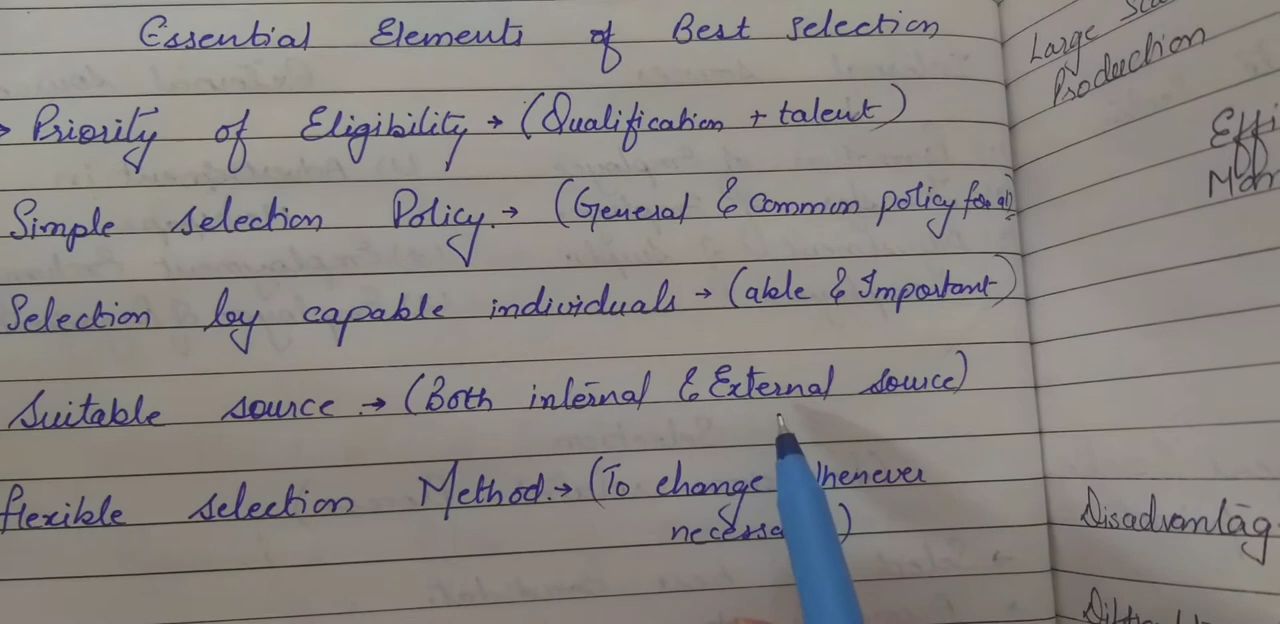 Essential Elements of Best selection
Priority of Eligibility → (Qualification + talent)
Simple selection Policy → (General & Common policy for all)
Selection by capable individuals → (able & Important)
Suitable source → (Both internal & External source)
flexible selection Method → (To change whenever
necessary)
Large
Production
Disadvantag